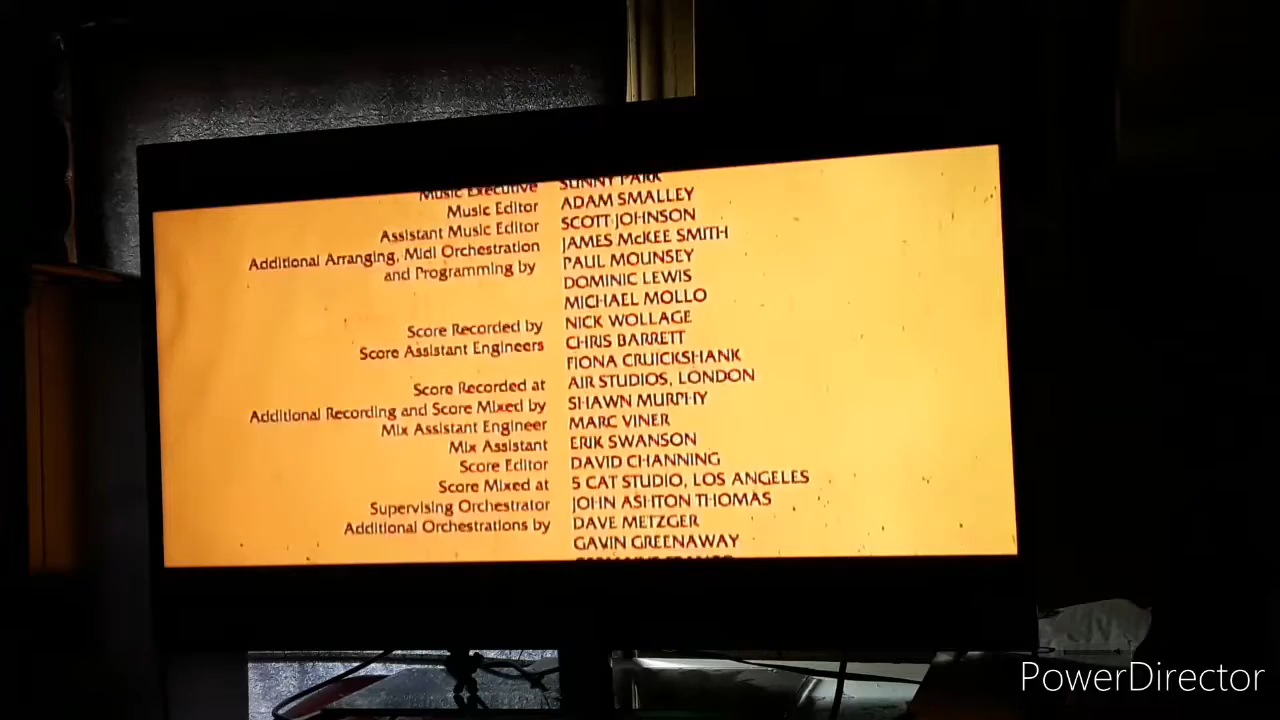 Music Executive SUNNY PARK
Music Editor ADAM SMALLEY
Assistant Music Editor SCOTT JOHNSON
Additional Arranging, Midi Orchestration JAMES McKEE SMITH
and Programming by PAUL MOUNSEY
DOMINIC LEWIS
MICHAEL MOLLO
Score Recorded by NICK WOLLAGE
Score Assistant Engineers CHRIS BARRETT
FIONA CRUICKSHANK
Score Recorded at AIR STUDIOS, LONDON
Additional Recording and Score Mixed by SHAWN MURPHY
Mix Assistant Engineer MARC VINER
Mix Assistant ERIK SWANSON
Score Editor DAVID CHANNING
Score Mixed at 5 CAT STUDIO, LOS ANGELES
Supervising Orchestrator JOHN ASHTON THOMAS
Additional Orchestrations by DAVE METZGER
GAVIN GREENAWAY
PowerDirector